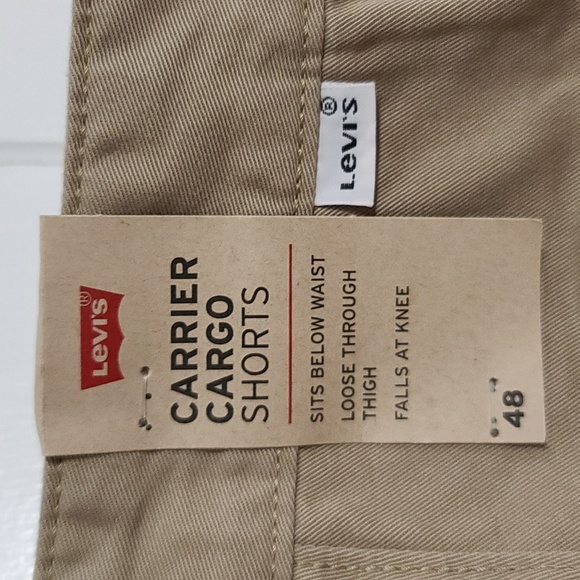 Levi's®
Levi's®
CARRIER
CARGO
SHORTS
SITS BELOW WAIST
LOOSE THROUGH
THIGH
FALLS AT KNEE
48